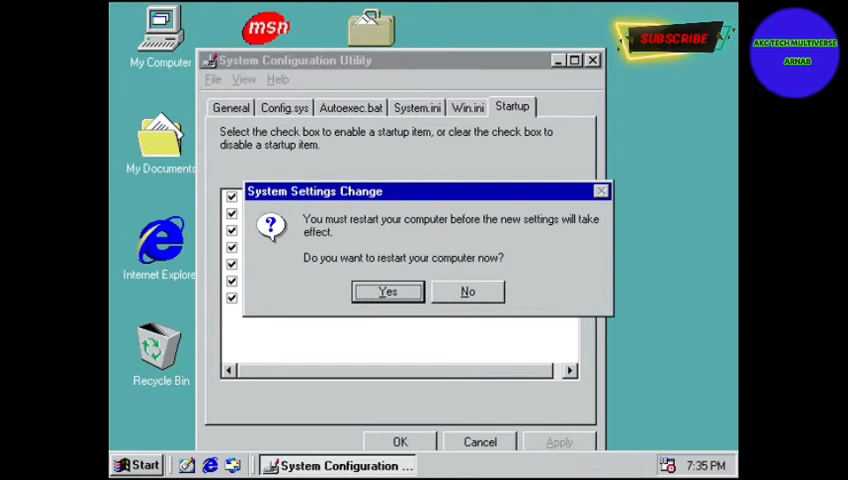 msn
SUBSCRIBE
AKC TECH MULTIVERSE
ARNAB
My Computer
My Documents
Internet Explore
Recycle Bin
System Configuration Utility
File View Help
General Config.sys Autoexec.bat System.ini Win.ini Startup
Select the check box to enable a startup item, or clear the check box to
disable a startup item.
System Settings Change
You must restart your computer before the new settings will take
effect.
Do you want to restart your computer now?
Yes No
OK Cancel Apply
Start System Configuration ... 7:35 PM